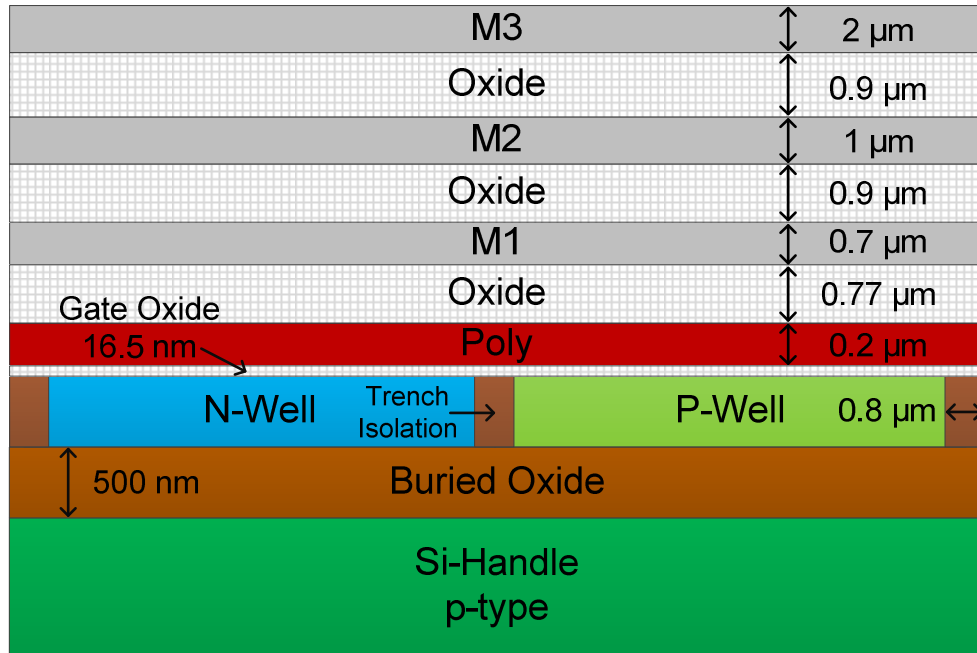 M3
2 µm
Oxide
0.9 µm
M2
1 µm
Oxide
0.9 µm
M1
0.7 µm
Oxide
0.77 µm
Gate Oxide
16.5 nm
Poly
0.2 µm
N-Well
Trench
Isolation
P-Well
0.8 µm
500 nm
Buried Oxide
Si-Handle
p-type